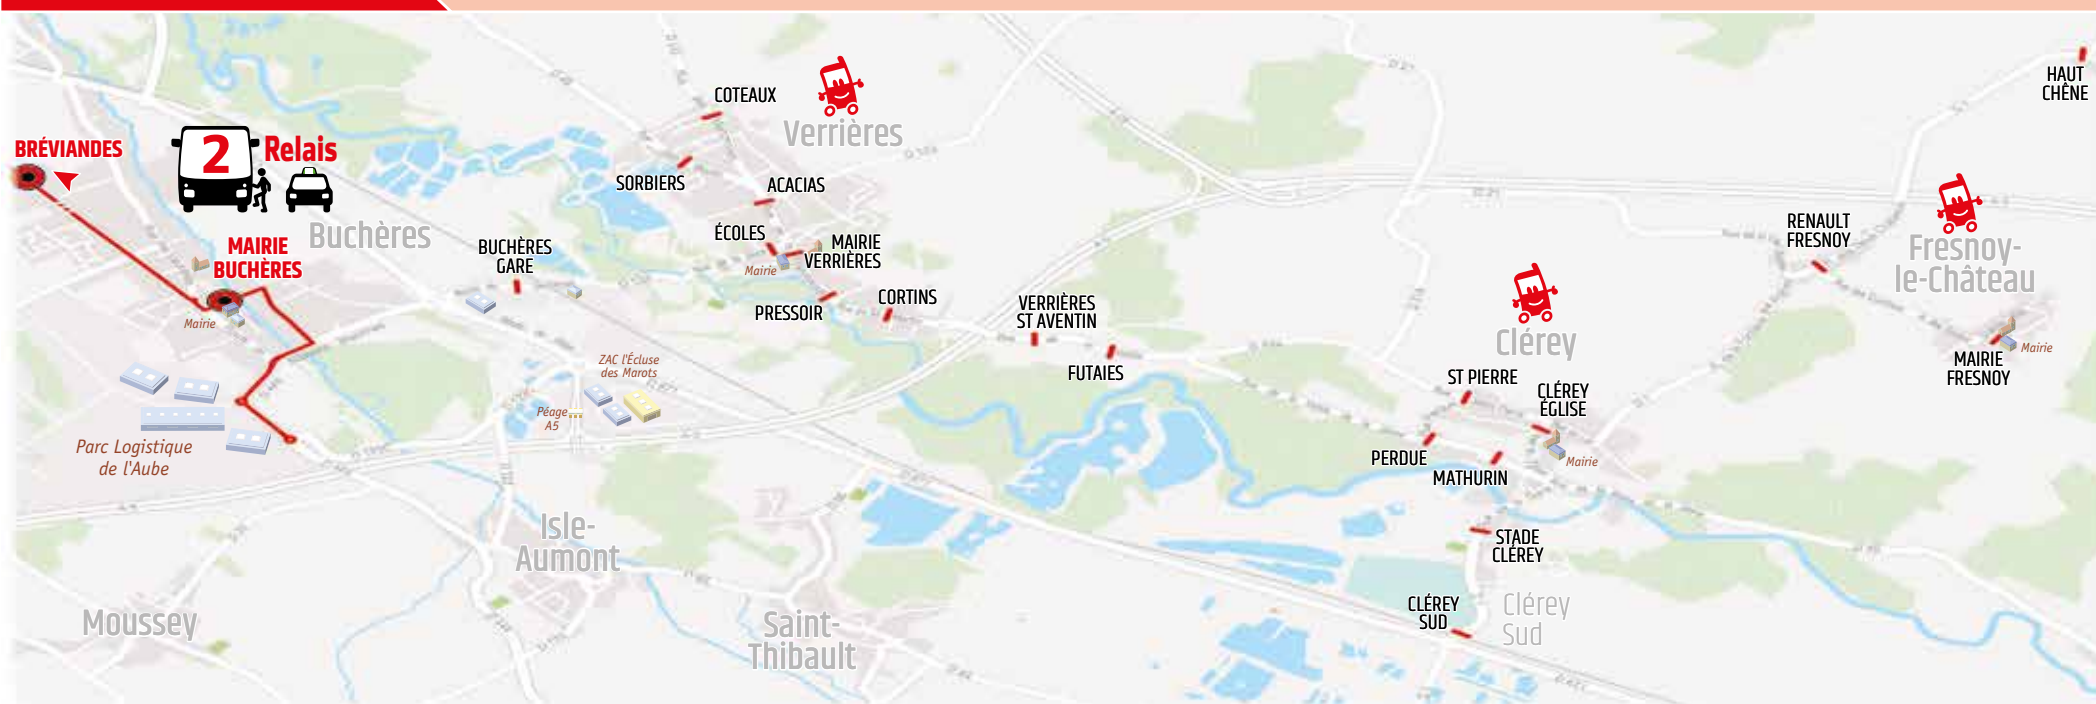 HAUT
CHÊNE
COTEAUX
Verrières
BRÉVIANDES
2
Relais
SORBIERS
ACACIAS
RENAULT
FRESNOY
Fresnoy-
le-Château
MAIRIE
BUCHÈRES
Buchères
BUCHÈRES
GARE
ÉCOLES
MAIRIE
VERRIÈRES
Mairie
PRESSOIR
CORTINS
VERRIÈRES
ST AVENTIN
Clérey
Mairie
FUTAIES
MAIRIE
FRESNOY
Mairie
ZAC l'Écluse
des Marots
ST PIERRE
CLÉREY
ÉGLISE
Péage
A5
Parc Logistique
de l'Aube
PERDUE
MATHURIN
Mairie
Isle-
Aumont
STADE
CLÉREY
Moussey
Saint-
Thibault
CLÉREY
SUD
Clérey
Sud